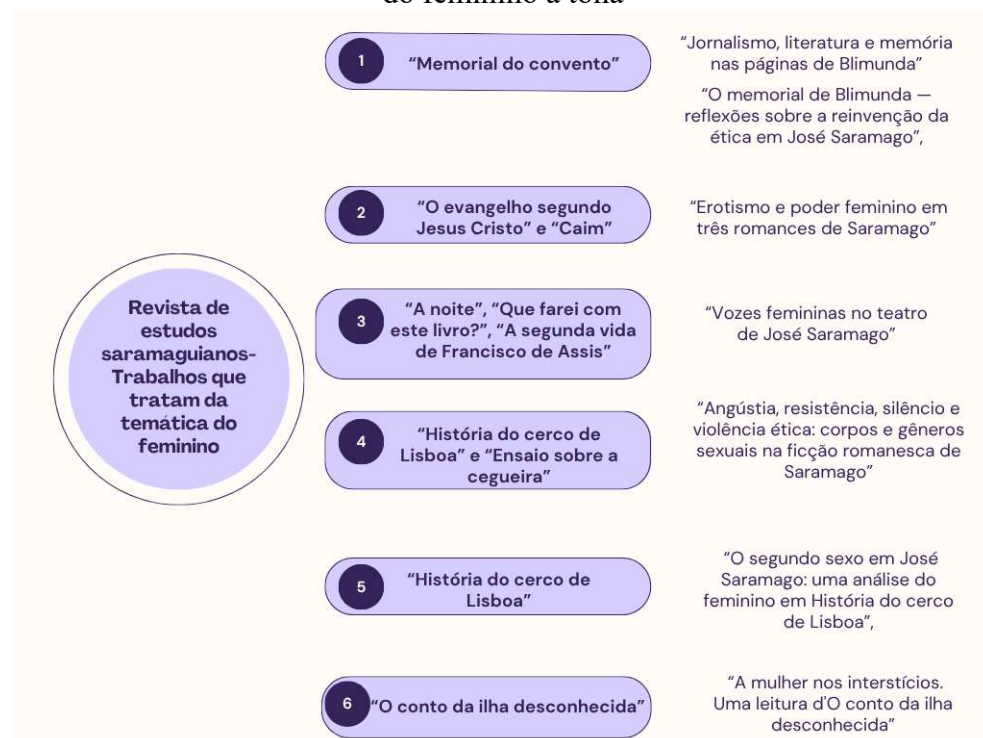 do feminino à tona
Revista de
estudos
saramaguianos-
Trabalhos que
tratam da
temática do
feminino
1
“Memorial do convento”
“Jornalismo, literatura e memória
nas páginas de Blimunda”
“O memorial de Blimunda —
reflexões sobre a reinvenção da
ética em José Saramago”,
2
“O evangelho segundo
Jesus Cristo” e “Caim”
“Erotismo e poder feminino em
três romances de Saramago”
3
“A noite”, “Que farei com
este livro?”, “A segunda vida
de Francisco de Assis”
“Vozes femininas no teatro
de José Saramago”
4
“História do cerco de
Lisboa” e “Ensaio sobre a
cegueira”
“Angústia, resistência, silêncio e
violência ética: corpos e gêneros
sexuais na ficção romanesca de
Saramago”
5
“História do cerco de
Lisboa”
“O segundo sexo em José
Saramago: uma análise do
feminino em História do cerco
de Lisboa”,
6
“O conto da ilha desconhecida”
“A mulher nos interstícios.
Uma leitura d'O conto da ilha
desconhecida”